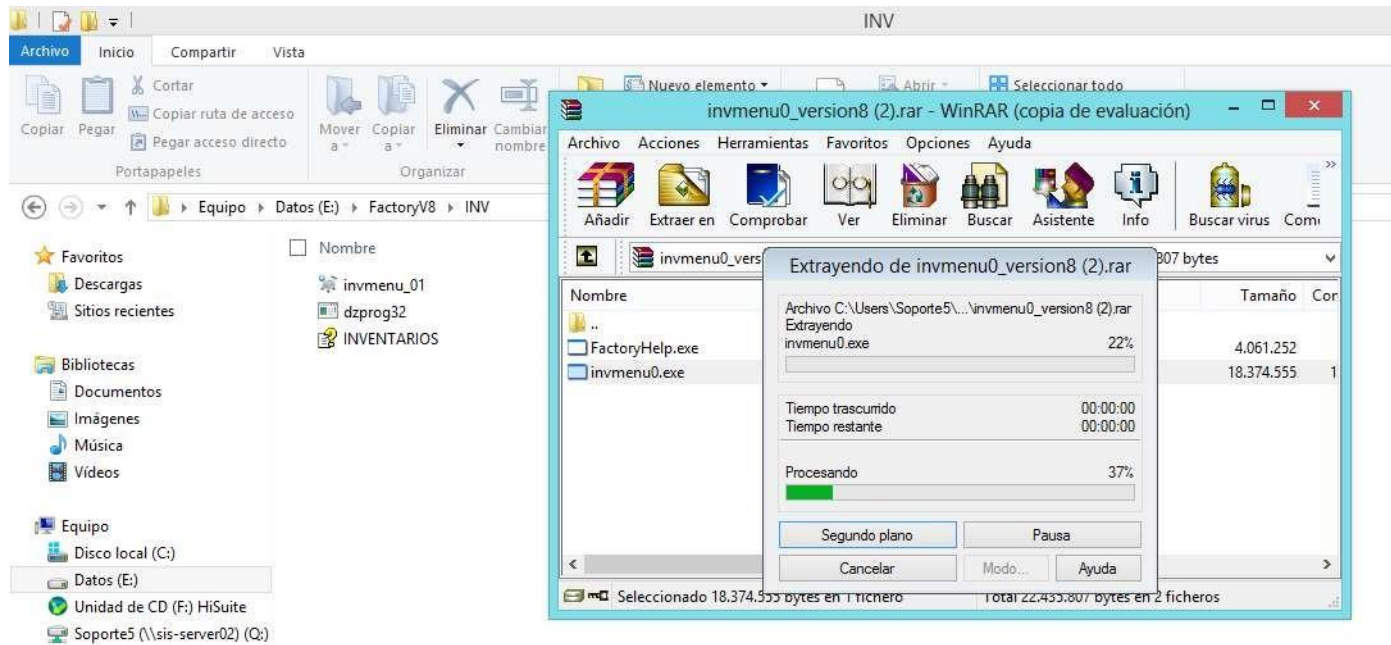 INV
Archivo Inicio Compartir Vista
Copiar
Pegar
Cortar
Copiar ruta de acceso
Pegar acceso directo
Portapapeles
Mover a
Copiar a
Eliminar
Cambiar nombre
Organizar
Nuevo elemento
Abrir
Seleccionar todo
Equipo Datos (E:) FactoryV8 INV
Favoritos
Descargas
Sitios recientes
Bibliotecas
Documentos
Imágenes
Música
Vídeos
Equipo
Disco local (C:)
Datos (E:)
Unidad de CD (F:) HiSuite
Soporte5 (\\sis-server02) (Q:)
Nombre
invmenu_01
dzprog32
INVENTARIOS
invmenu0_version8 (2).rar - WinRAR (copia de evaluación)
Archivo Acciones Herramientas Favoritos Opciones Ayuda
Añadir Extraer en Comprobar Ver Eliminar Buscar Asistente Info Buscar virus
invmenu0_vers
807 bytes
Nombre Tamaño
..
FactoryHelp.exe 4.061.252
invmenu0.exe 18.374.555 1
Extrayendo de invmenu0_version8 (2).rar
Archivo C:\Users\Soporte5\...\invmenu0_version8 (2).rar
Extrayendo
invmenu0.exe 22%
Tiempo trascurrido 00:00:00
Tiempo restante 00:00:00
Procesando 37%
Segundo plano Pausa
Cancelar Modo... Ayuda
Seleccionado 18.374.555 bytes en 1 fichero Total 22.435.807 bytes en 2 ficheros